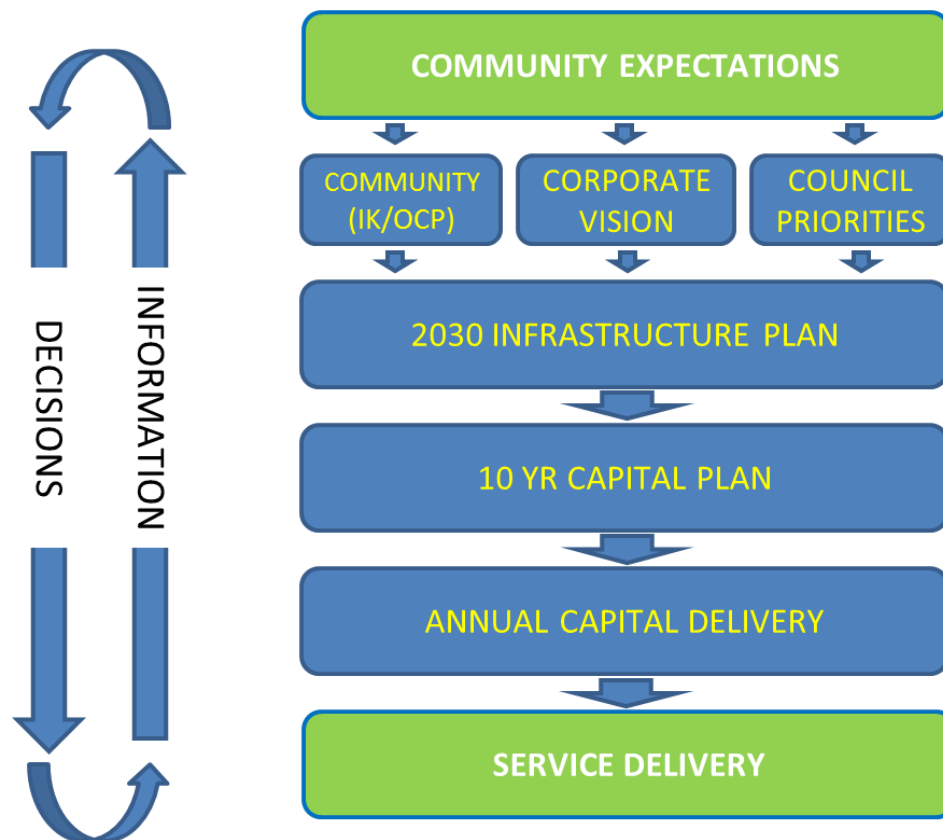 COMMUNITY EXPECTATIONS
COMMUNITY
(IK/OCP)
CORPORATE
VISION
COUNCIL
PRIORITIES
2030 INFRASTRUCTURE PLAN
10 YR CAPITAL PLAN
ANNUAL CAPITAL DELIVERY
SERVICE DELIVERY
DECISIONS
INFORMATION